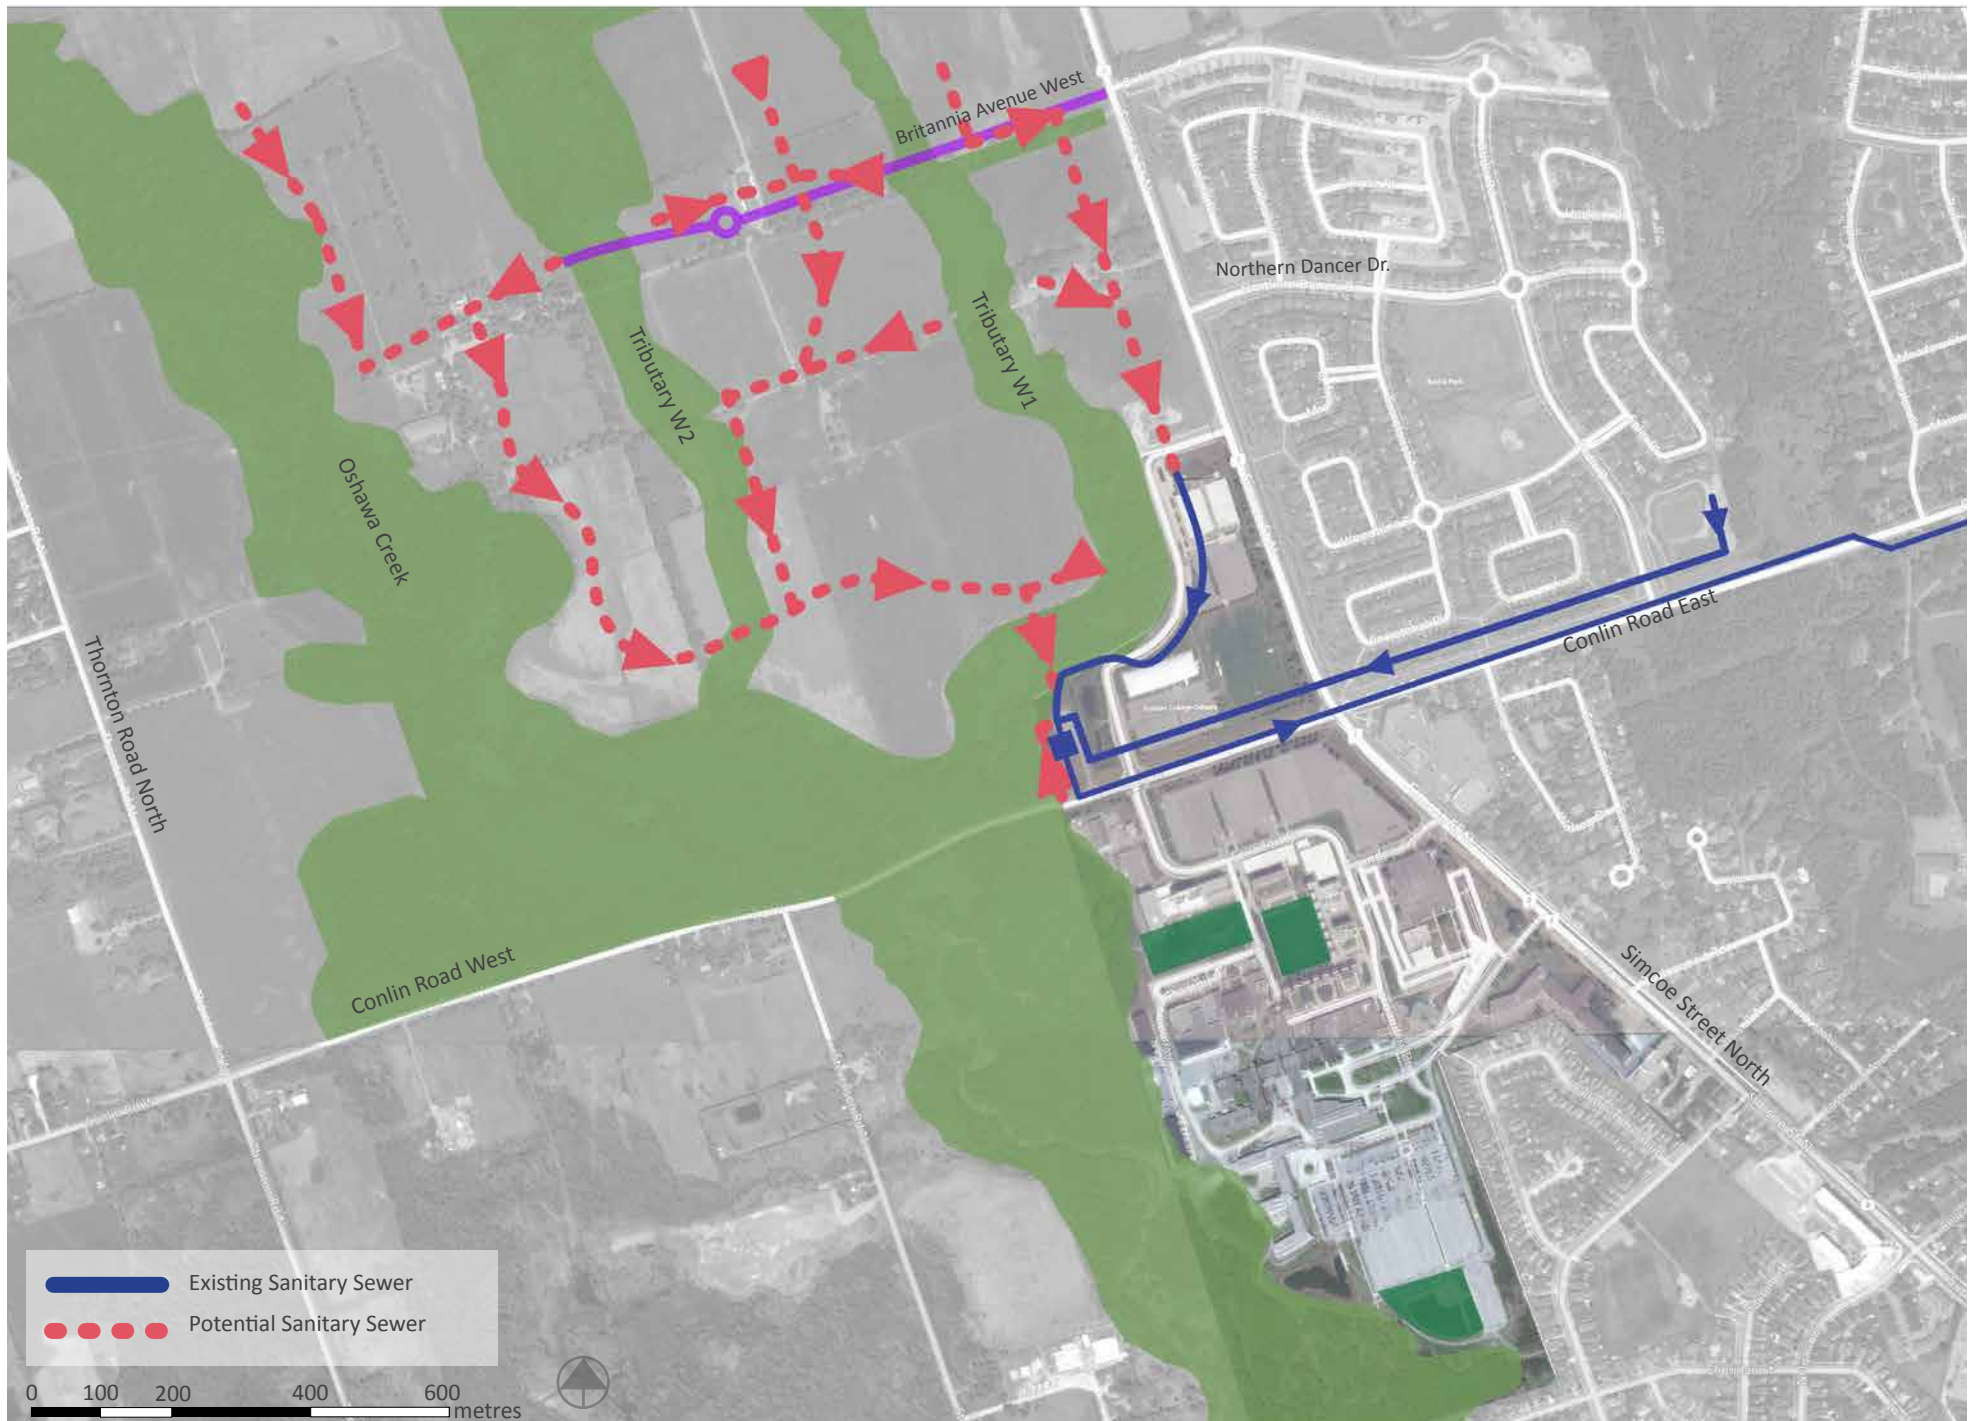 Britannia Avenue West
Northern Dancer Dr.
Tributary W1
Tributary W2
Oshawa Creek
Thornton Road North
Conlin Road East
Conlin Road West
Simcoe Street North
Existing Sanitary Sewer
Potential Sanitary Sewer
0 100 200 400 600
metres